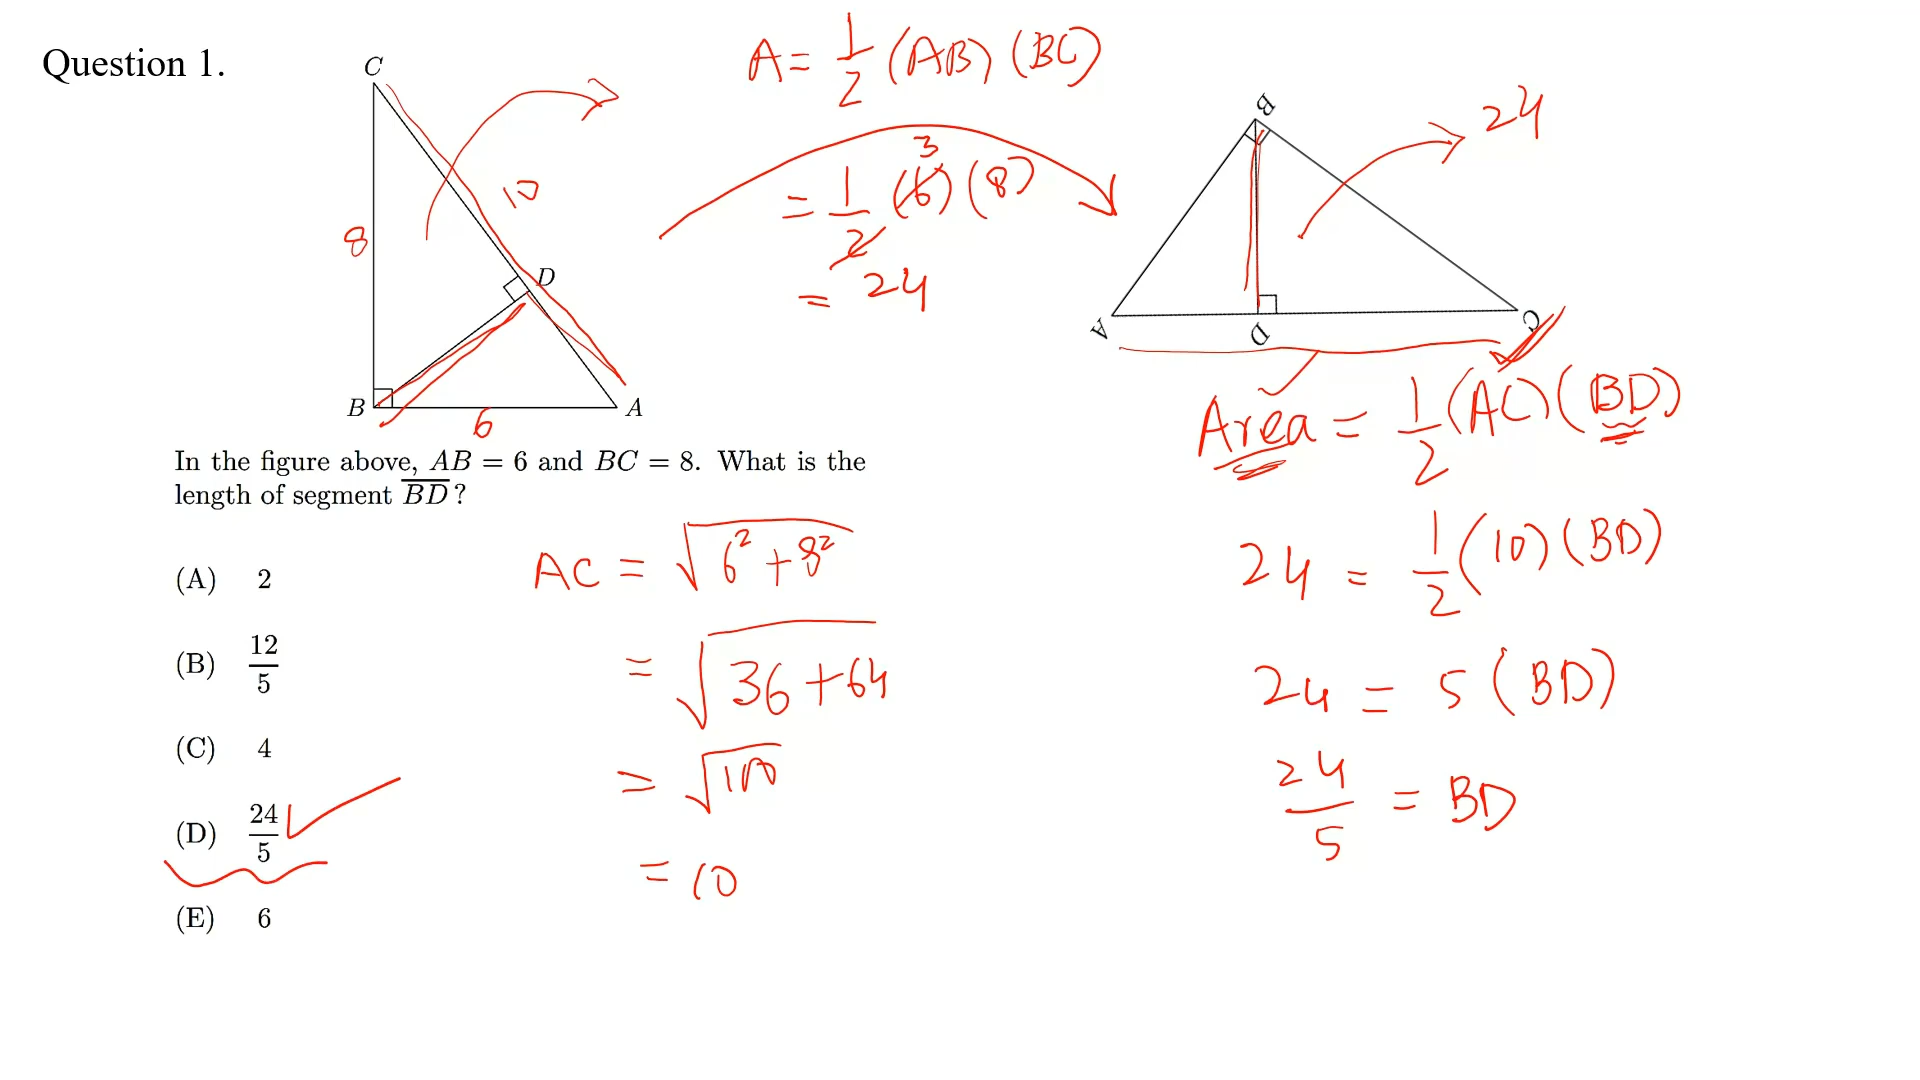 Question 1.
C
10
8
D
B
6
A
In the figure above, AB = 6 and BC = 8. What is the
length of segment BD?
(A) 2
(B) 12/5
(C) 4
(D) 24/5
(E) 6
A = 1/2 (AB) (BC)
3
= 1/2 (6) (8)
= 24
AC = √6² + 8²
= √36 + 64
= √100
= 10
B
24
A
D
C
Area = 1/2 (AC) (BD)
24 = 1/2 (10) (BD)
24 = 5 (BD)
24/5 = BD